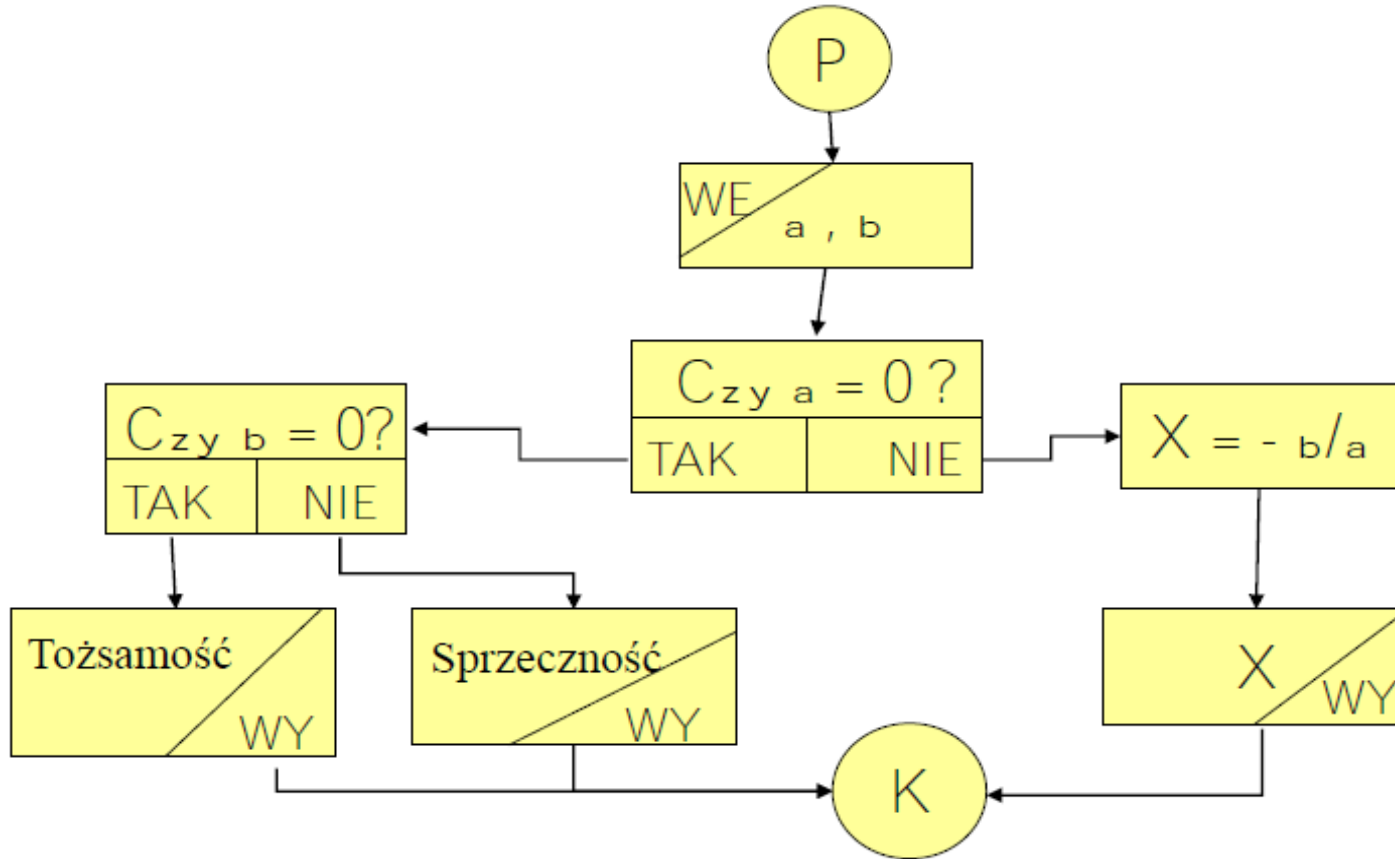 P
WE
a , b
Czy a = 0 ?
TAK NIE
Czy b = 0?
TAK NIE
X = - b/a
Tożsamość
WY
Sprzeczność
WY
X
WY
K